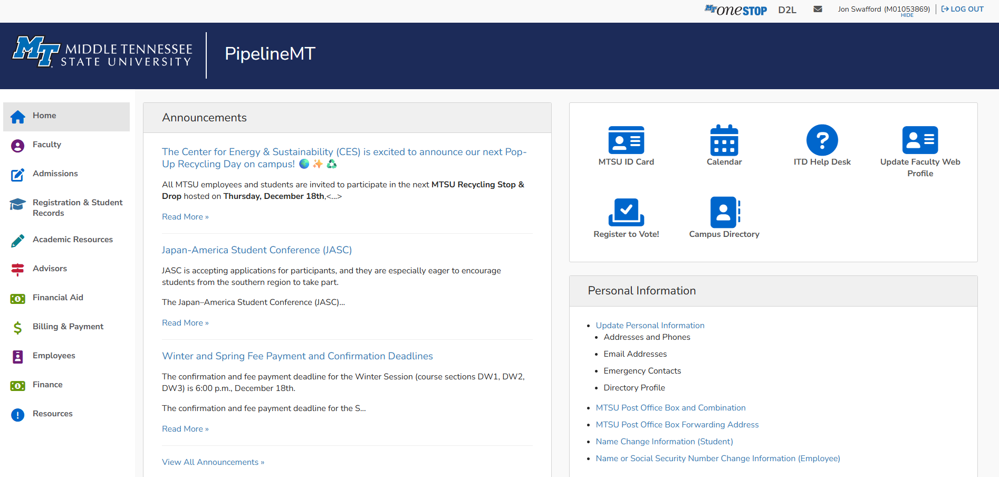 MT one STOP D2L Jon Swafford (M01053869) LOG OUT
HIDE
MT MIDDLE TENNESSEE
STATE UNIVERSITY
PipelineMT
Home
Faculty
Admissions
Registration & Student
Records
Academic Resources
Advisors
Financial Aid
Billing & Payment
Employees
Finance
Resources
Announcements
The Center for Energy & Sustainability (CES) is excited to announce our next Pop-
Up Recycling Day on campus! 🌎 ✨ ♻️
All MTSU employees and students are invited to participate in the next MTSU Recycling Stop &
Drop hosted on Thursday, December 18th,<...>
Read More »
Japan-America Student Conference (JASC)
JASC is accepting applications for participants, and they are especially eager to encourage
students from the southern region to take part.
The Japan–America Student Conference (JASC)...
Read More »
Winter and Spring Fee Payment and Confirmation Deadlines
The confirmation and fee payment deadline for the Winter Session (course sections DW1, DW2,
DW3) is 6:00 p.m., December 18th.
The confirmation and fee payment deadline for the S...
Read More »
View All Announcements »
MTSU ID Card
Calendar
ITD Help Desk
Update Faculty Web
Profile
Register to Vote!
Campus Directory
Personal Information
Update Personal Information
Addresses and Phones
Email Addresses
Emergency Contacts
Directory Profile
MTSU Post Office Box and Combination
MTSU Post Office Box Forwarding Address
Name Change Information (Student)
Name or Social Security Number Change Information (Employee)